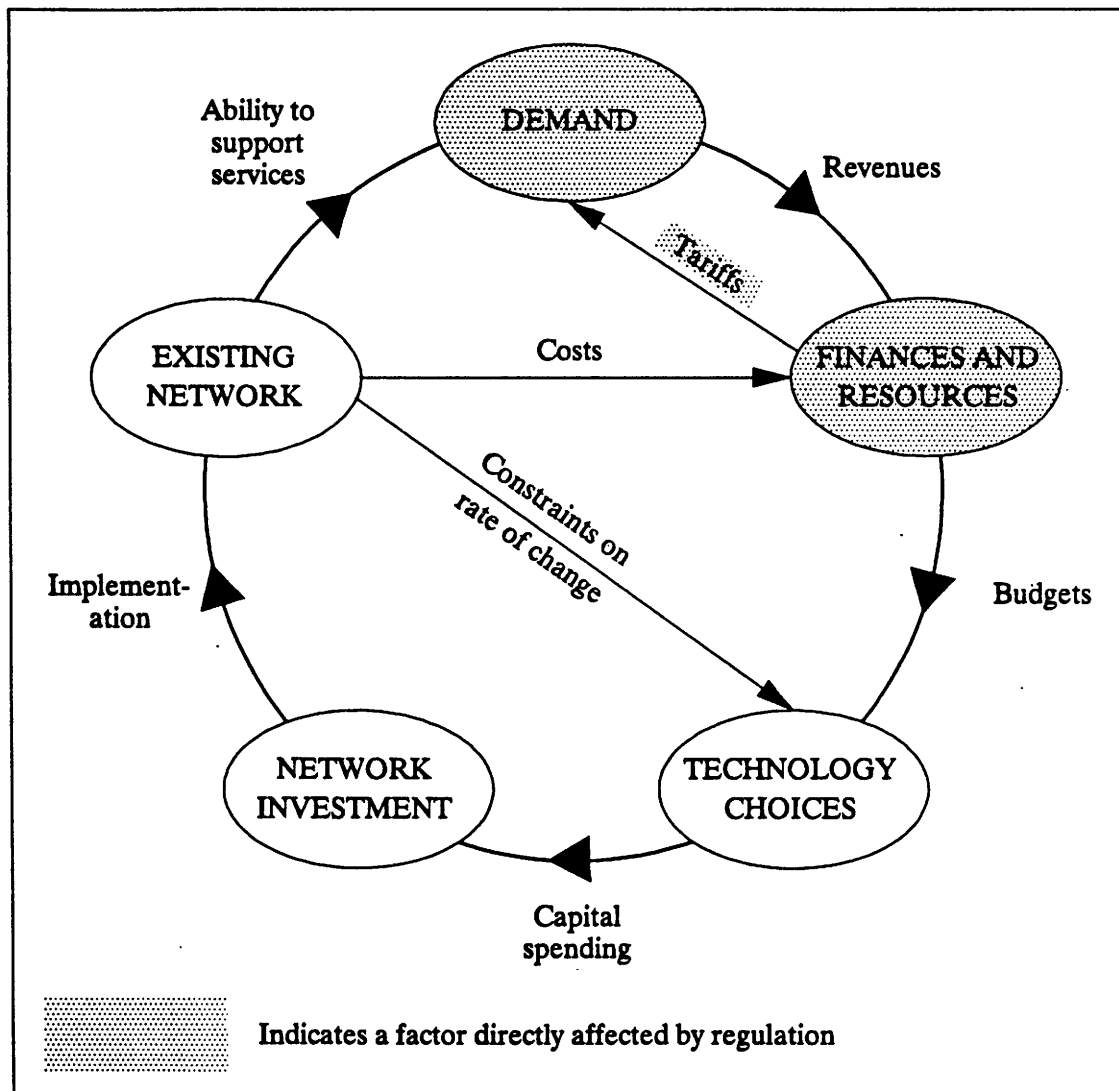 DEMAND
Ability to
support
services
Revenues
Tariffs
EXISTING
NETWORK
Costs
FINANCES AND
RESOURCES
Constraints on
rate of change
Implement-
ation
Budgets
NETWORK
INVESTMENT
TECHNOLOGY
CHOICES
Capital
spending
Indicates a factor directly affected by regulation